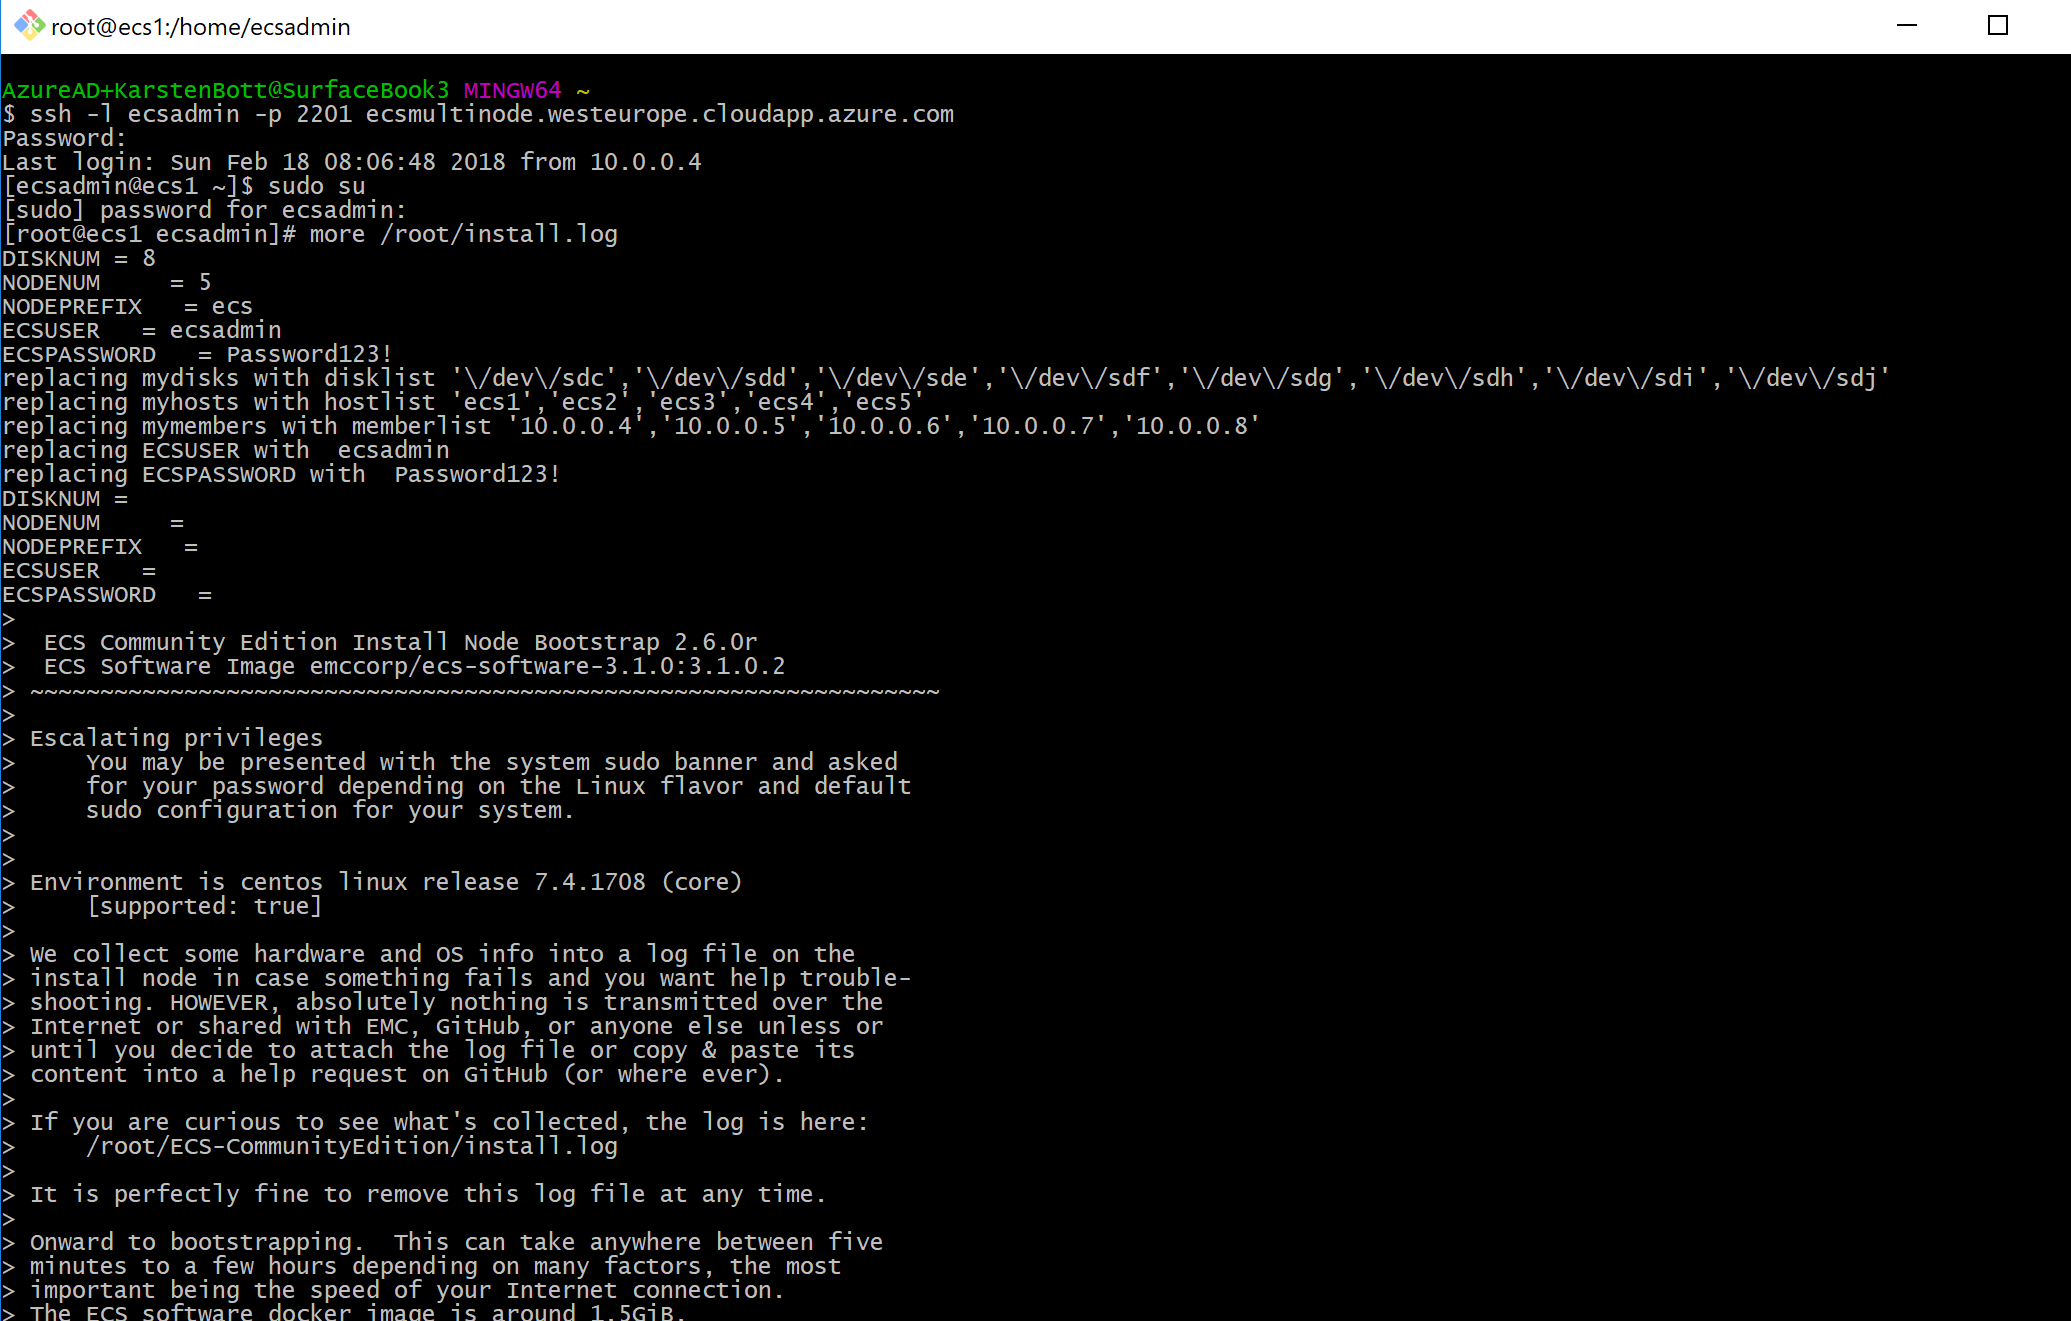 root@ecs1:/home/ecsadmin
AzureAD+KarstenBott@SurfaceBook3 MINGW64 ~
$ ssh -l ecsadmin -p 2201 ecsmultinode.westeurope.cloudapp.azure.com
Password:
Last login: Sun Feb 18 08:06:48 2018 from 10.0.0.4
[ecsadmin@ecs1 ~]$ sudo su
[sudo] password for ecsadmin:
[root@ecs1 ecsadmin]# more /root/install.log
DISKNUM = 8
NODENUM     = 5
NODEPREFIX   = ecs
ECSUSER   = ecsadmin
ECSPASSWORD   = Password123!
replacing mydisks with disklist '\/dev\/sdc','\/dev\/sdd','\/dev\/sde','\/dev\/sdf','\/dev\/sdg','\/dev\/sdh','\/dev\/sdi','\/dev\/sdj'
replacing myhosts with hostlist 'ecs1','ecs2','ecs3','ecs4','ecs5'
replacing mymembers with memberlist '10.0.0.4','10.0.0.5','10.0.0.6','10.0.0.7','10.0.0.8'
replacing ECSUSER with  ecsadmin
replacing ECSPASSWORD with  Password123!
DISKNUM =
NODENUM     =
NODEPREFIX   =
ECSUSER   =
ECSPASSWORD   =
>
>  ECS Community Edition Install Node Bootstrap 2.6.0r
>  ECS Software Image emccorp/ecs-software-3.1.0:3.1.0.2
> ~~~~~~~~~~~~~~~~~~~~~~~~~~~~~~~~~~~~~~~~~~~~~~~~~~~~~~~~~~~~~~~~~
>
> Escalating privileges
>     You may be presented with the system sudo banner and asked
>     for your password depending on the Linux flavor and default
>     sudo configuration for your system.
>
>
> Environment is centos linux release 7.4.1708 (core)
>     [supported: true]
>
> We collect some hardware and OS info into a log file on the
> install node in case something fails and you want help trouble-
> shooting. HOWEVER, absolutely nothing is transmitted over the
> Internet or shared with EMC, GitHub, or anyone else unless or
> until you decide to attach the log file or copy & paste its
> content into a help request on GitHub (or where ever).
>
> If you are curious to see what's collected, the log is here:
>     /root/ECS-CommunityEdition/install.log
>
> It is perfectly fine to remove this log file at any time.
>
> Onward to bootstrapping.  This can take anywhere between five
> minutes to a few hours depending on many factors, the most
> important being the speed of your Internet connection.
> The ECS software docker image is around 1.5GiB.